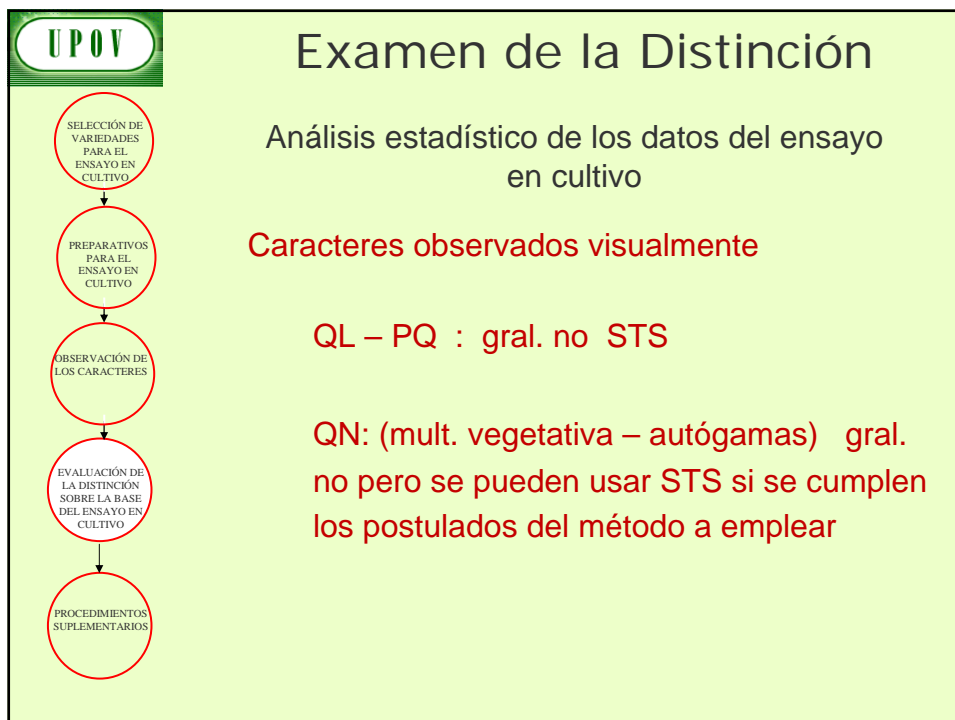 UPOV
Examen de la Distinción
SELECCIÓN DE
VARIEDADES
PARA EL
ENSAYO EN
CULTIVO
PREPARATIVOS
PARA EL
ENSAYO EN
CULTIVO
OBSERVACIÓN DE
LOS CARACTERES
EVALUACIÓN DE
LA DISTINCIÓN
SOBRE LA BASE
DEL ENSAYO EN
CULTIVO
PROCEDIMIENTOS
SUPLEMENTARIOS
Análisis estadístico de los datos del ensayo
en cultivo
Caracteres observados visualmente
QL – PQ : gral. no STS
QN: (mult. vegetativa – autógamas) gral.
no pero se pueden usar STS si se cumplen
los postulados del método a emplear